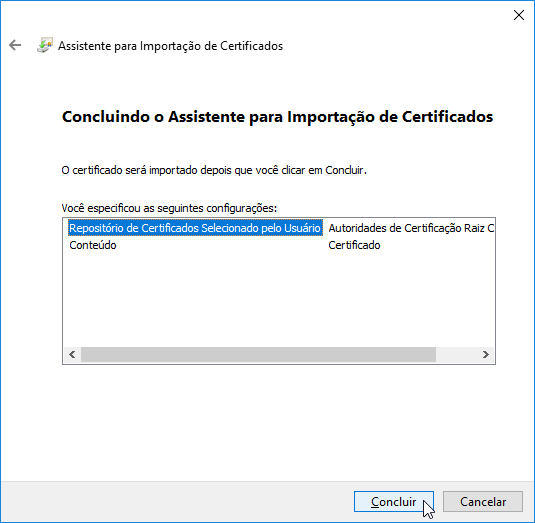 Assistente para Importação de Certificados
Concluindo o Assistente para Importação de Certificados
O certificado será importado depois que você clicar em Concluir.
Você especificou as seguintes configurações:
Repositório de Certificados Selecionado pelo Usuário Autoridades de Certificação Raiz C
Conteúdo Certificado
Concluir Cancelar